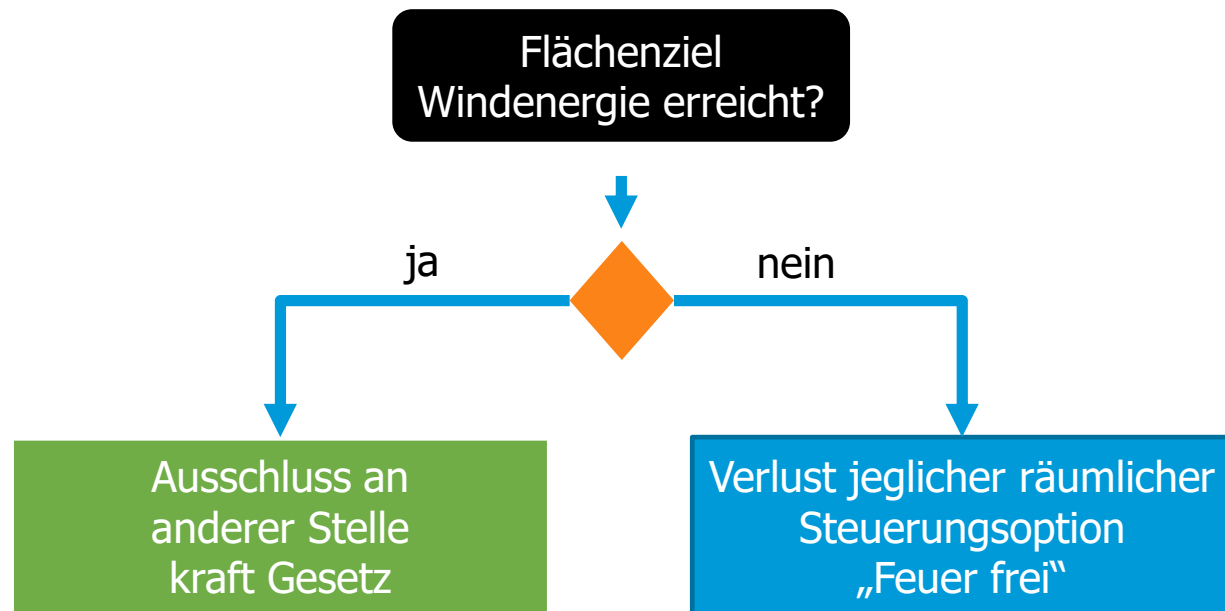 Flächenziel
Windenergie erreicht?
ja
nein
Ausschluss an
anderer Stelle
kraft Gesetz
Verlust jeglicher räumlicher
Steuerungsoption
„Feuer frei“